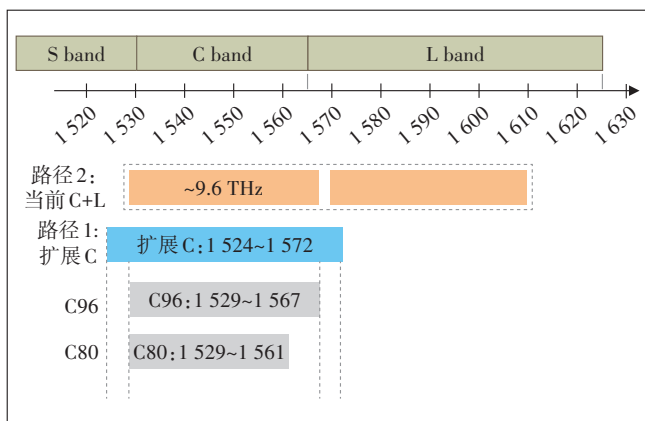 S band C band L band
1 520 1 530 1 540 1 550 1 560 1 570 1 580 1 590 1 600 1 610 1 620 1 630
路径 2：
当前 C+L
~9.6 THz
路径 1：
扩展 C
扩展 C：1 524~1 572
C96
C96：1 529~1 567
C80
C80：1 529~1 561